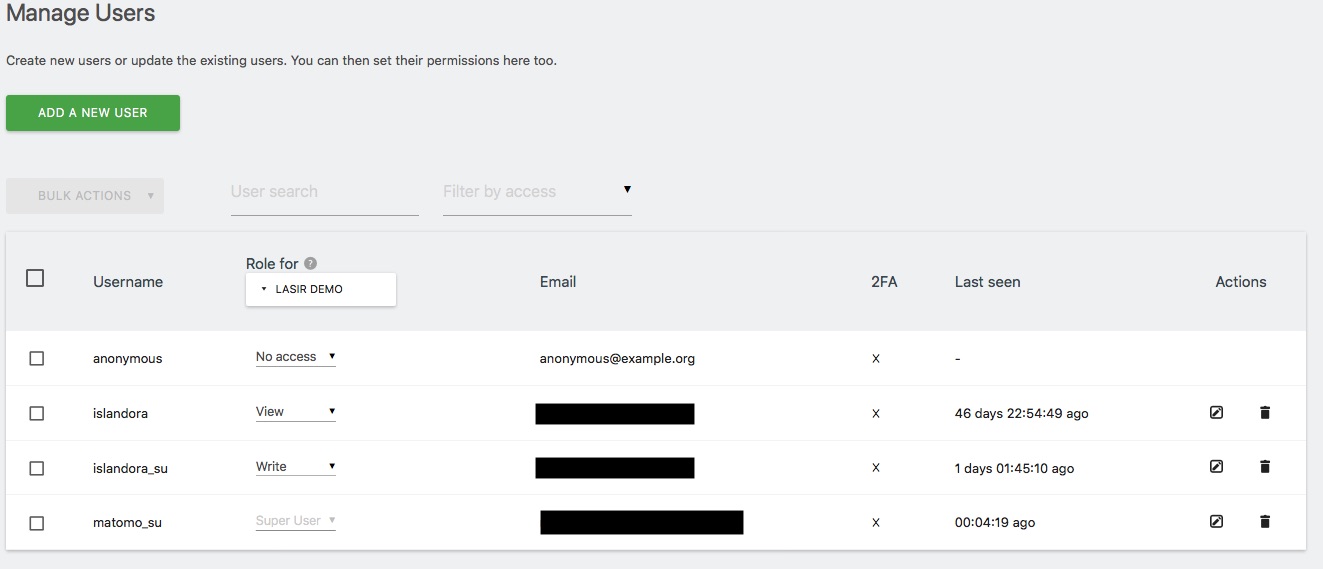 Manage Users
Create new users or update the existing users. You can then set their permissions here too.
ADD A NEW USER
BULK ACTIONS
User search
Filter by access
Username
Role for ?
LASIR DEMO
Email
2FA
Last seen
Actions
anonymous No access anonymous@example.org X -
islandora View X 46 days 22:54:49 ago
islandora_su Write X 1 days 01:45:10 ago
matomo_su Super User X 00:04:19 ago